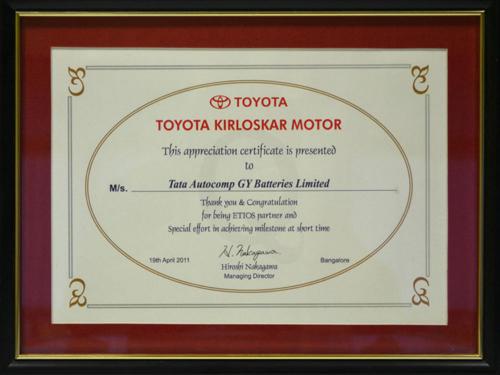 TOYOTA
TOYOTA KIRLOSKAR MOTOR
This appreciation certificate is presented
to
M/s. Tata Autocomp GY Batteries Limited
Thank you & Congratulation
for being ETIOS partner and
Special effort in achieving milestone at short time
H. Nakagawa
19th April 2011 Hiroshi Nakagawa Bangalore
Managing Director